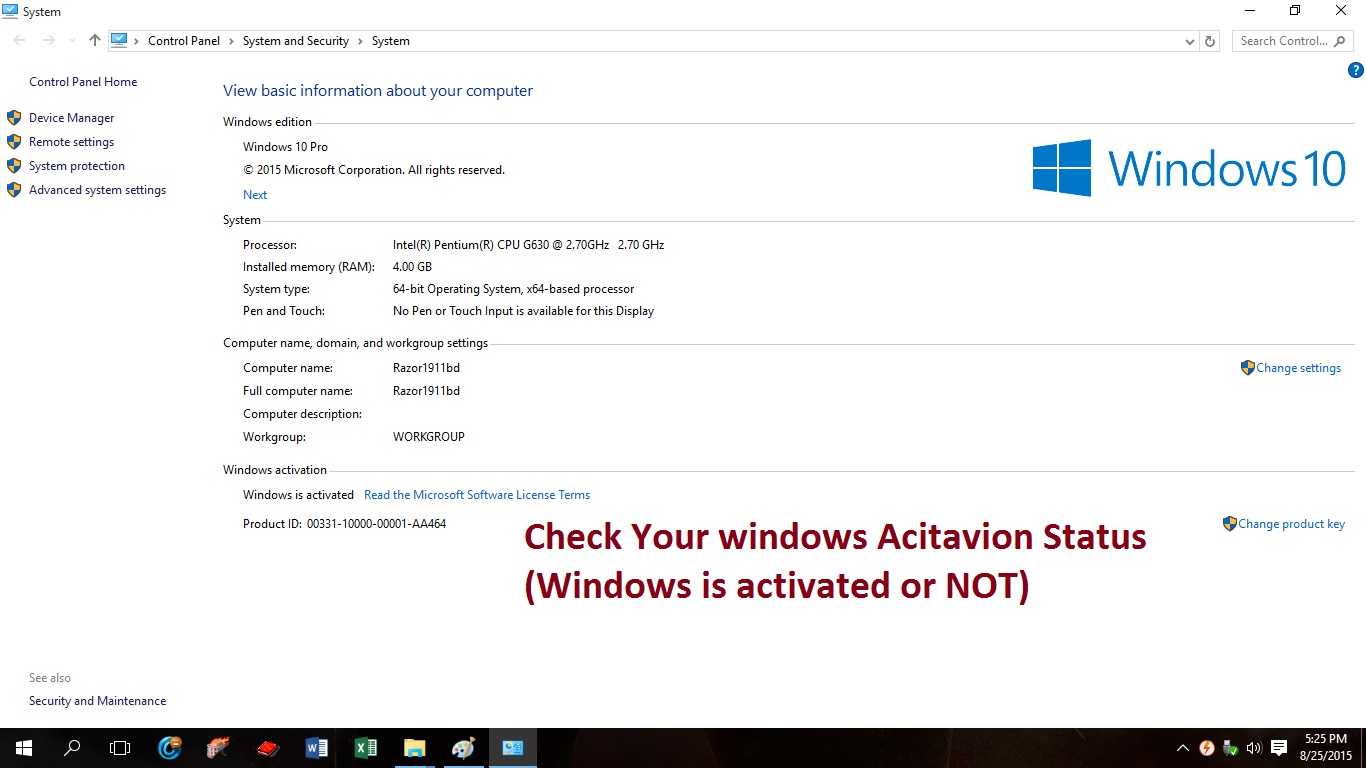 System
Control Panel > System and Security > System
Search Control...
Control Panel Home
Device Manager
Remote settings
System protection
Advanced system settings
View basic information about your computer
Windows edition
Windows 10 Pro
© 2015 Microsoft Corporation. All rights reserved.
Next
Windows 10
System
Processor: Intel(R) Pentium(R) CPU G630 @ 2.70GHz 2.70 GHz
Installed memory (RAM): 4.00 GB
System type: 64-bit Operating System, x64-based processor
Pen and Touch: No Pen or Touch Input is available for this Display
Computer name, domain, and workgroup settings
Computer name: Razor1911bd
Change settings
Full computer name: Razor1911bd
Computer description:
Workgroup: WORKGROUP
Windows activation
Windows is activated Read the Microsoft Software License Terms
Product ID: 00331-10000-00001-AA464
Change product key
Check Your windows Acitavion Status
(Windows is activated or NOT)
See also
Security and Maintenance
5:25 PM
8/25/2015